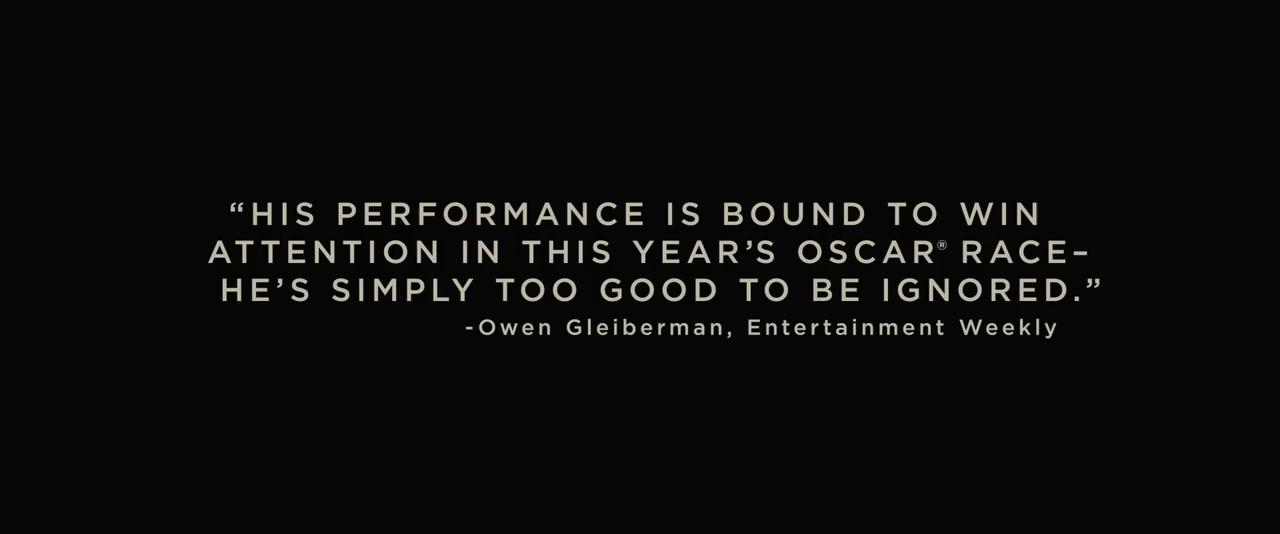 “HIS PERFORMANCE IS BOUND TO WIN
ATTENTION IN THIS YEAR’S OSCAR® RACE–
HE’S SIMPLY TOO GOOD TO BE IGNORED.”
-Owen Gleiberman, Entertainment Weekly